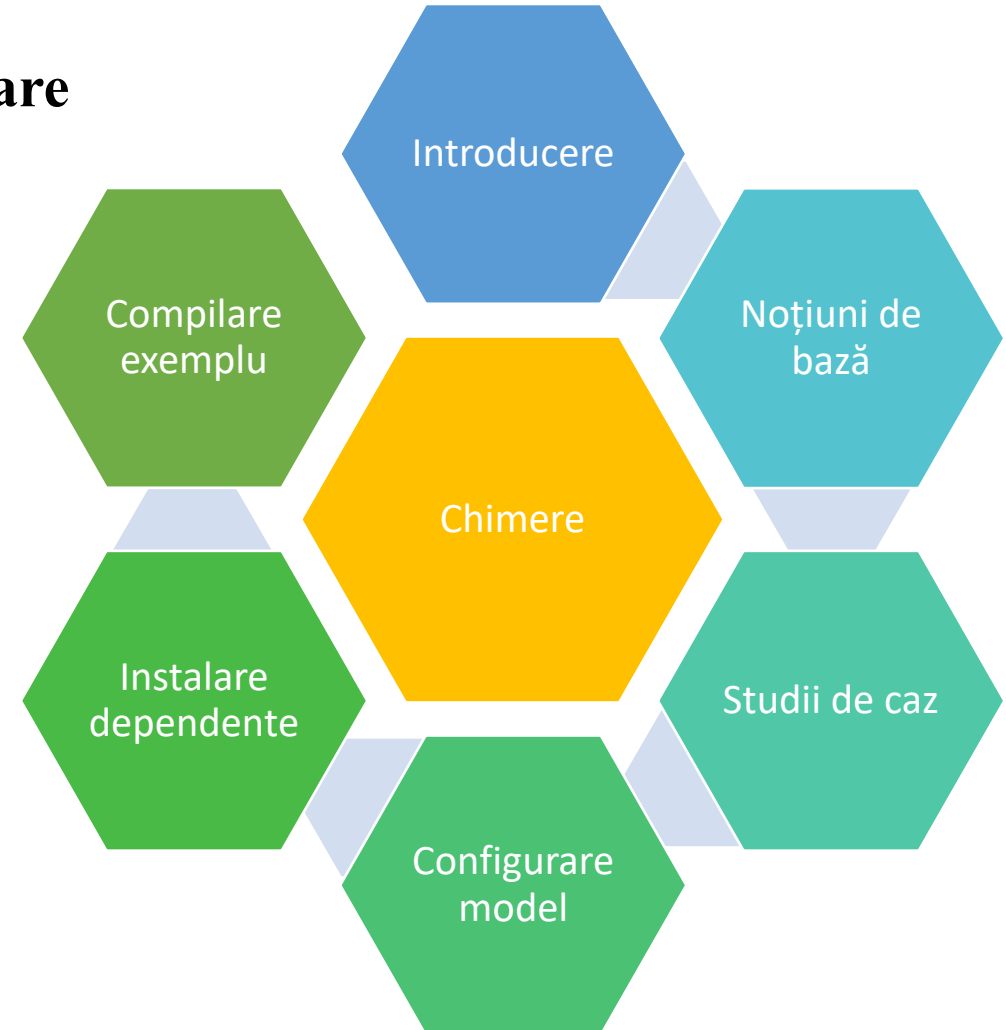 are
Introducere
Noțiuni de
bază
Studii de caz
Configurare
model
Instalare
dependente
Compilare
exemplu
Chimere